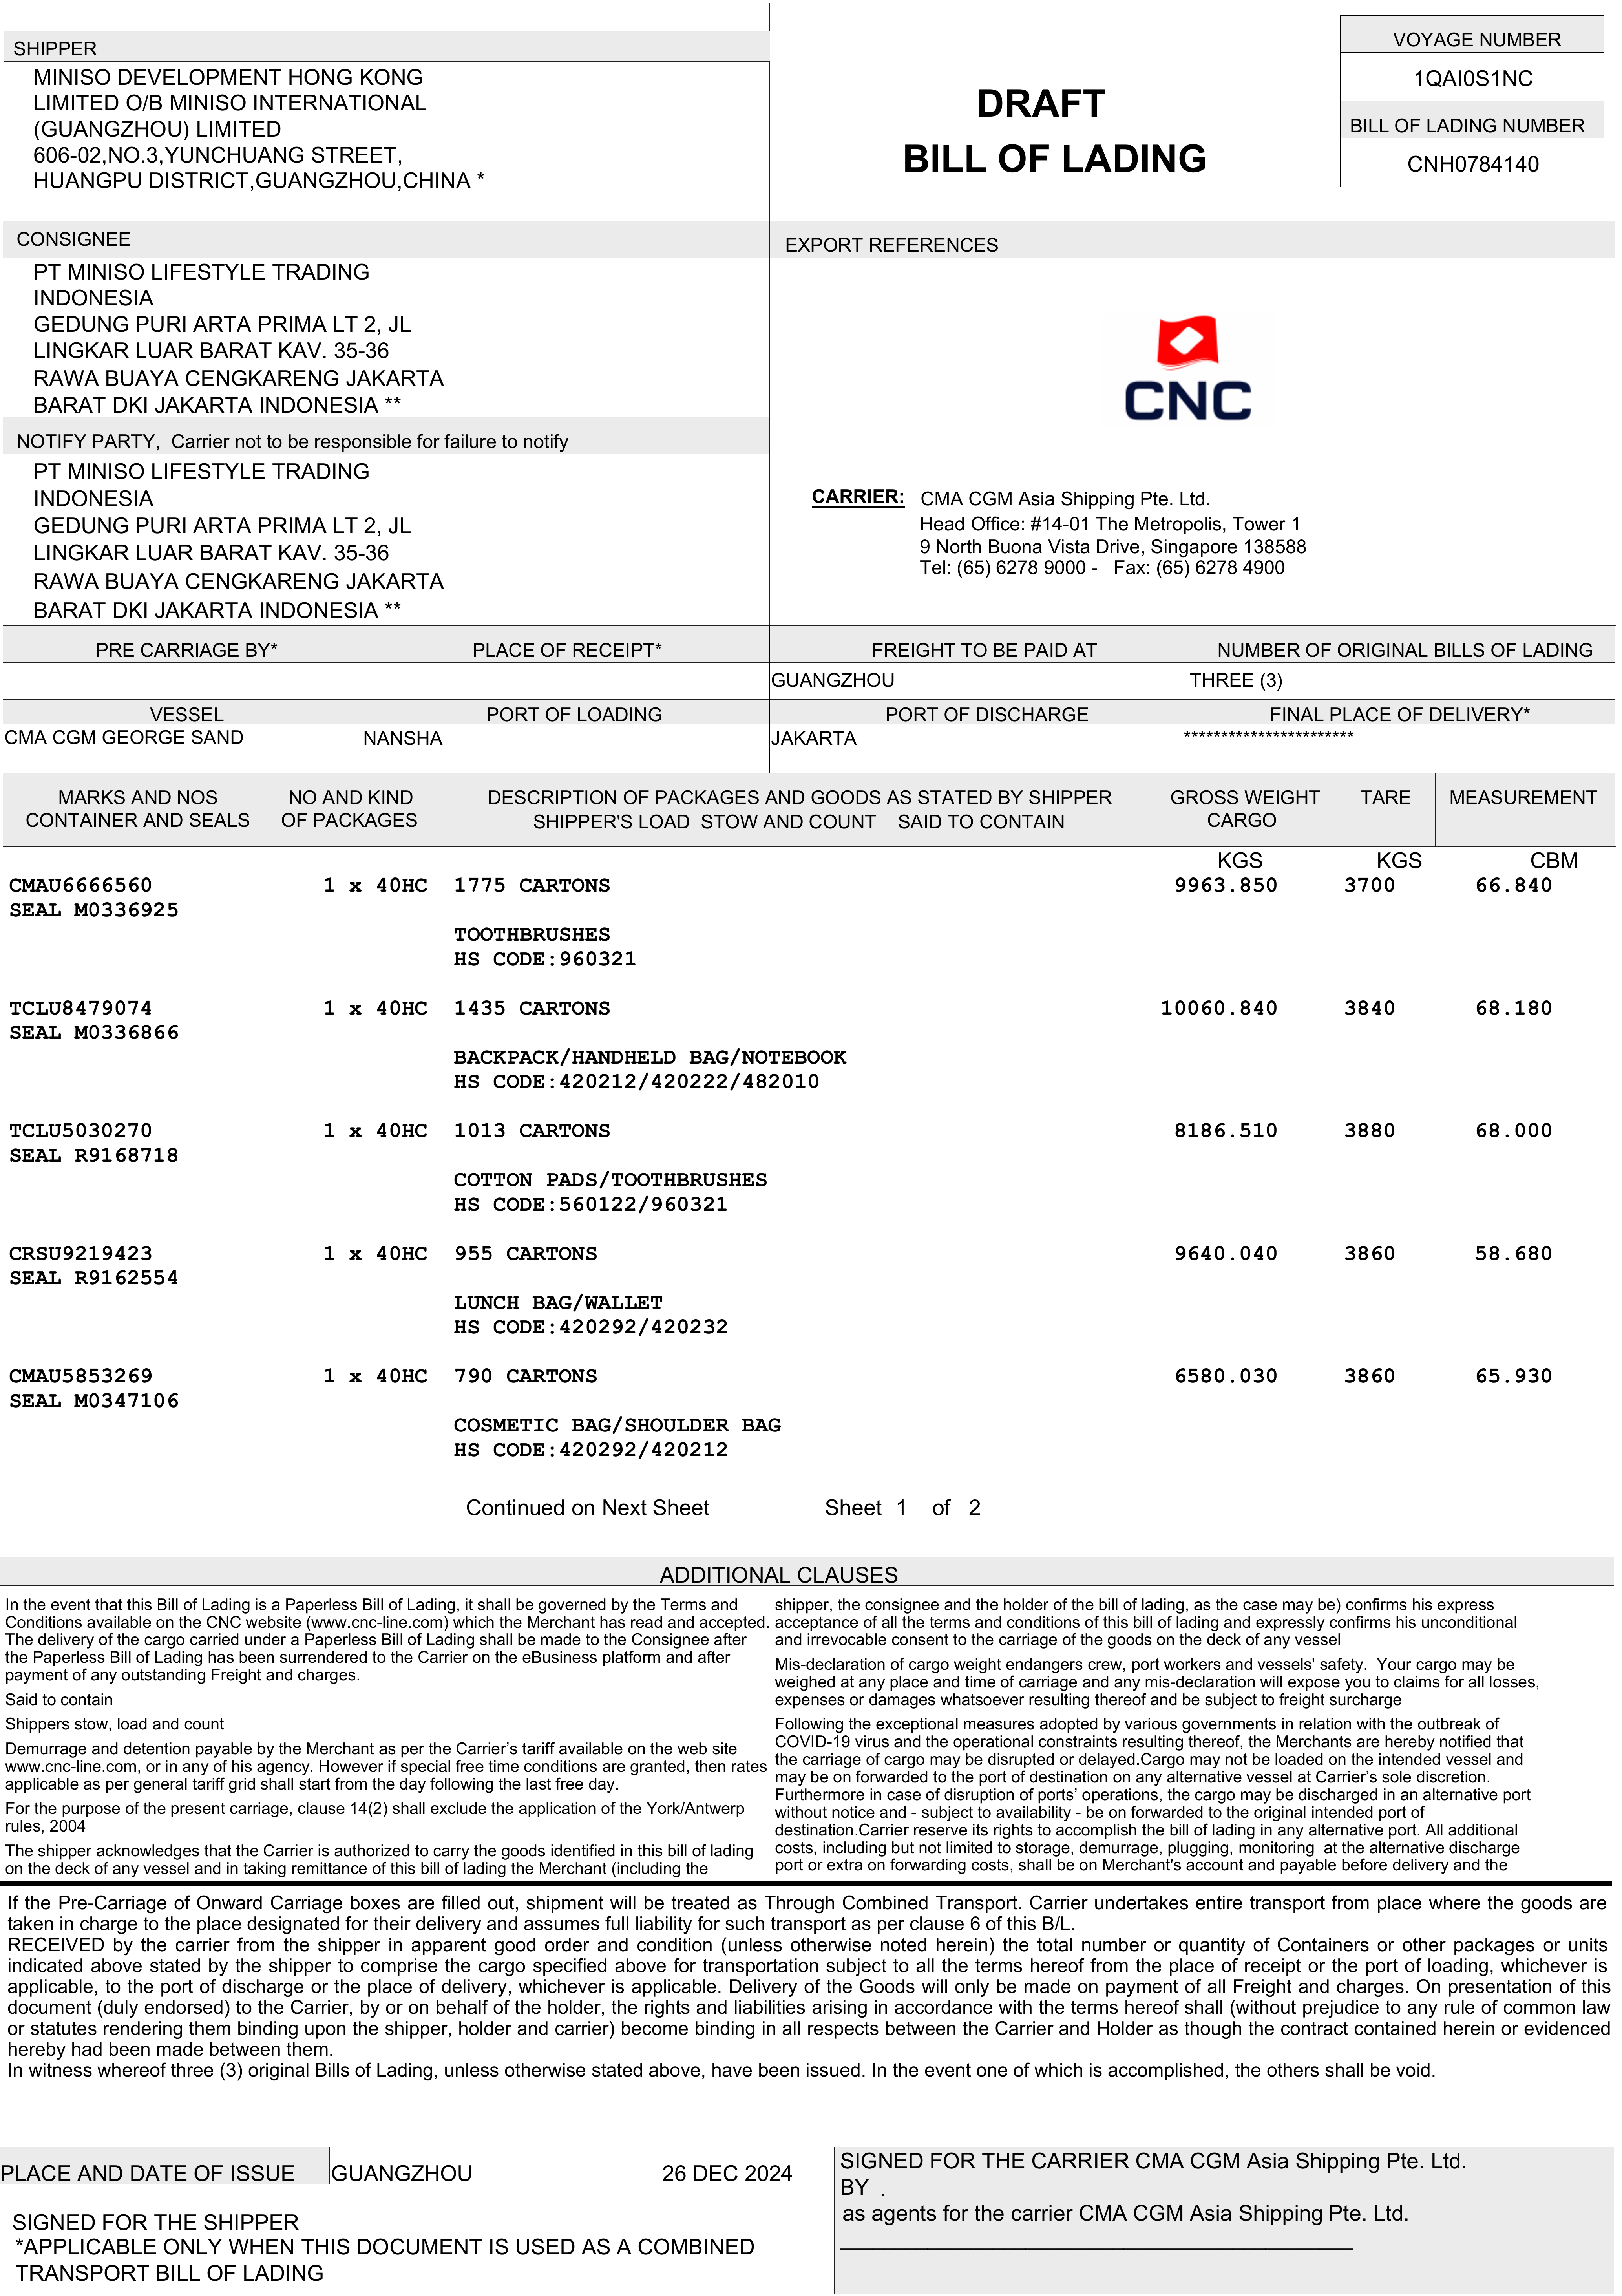 SHIPPER
MINISO DEVELOPMENT HONG KONG
LIMITED O/B MINISO INTERNATIONAL
(GUANGZHOU) LIMITED
606-02,NO.3,YUNCHUANG STREET,
HUANGPU DISTRICT,GUANGZHOU,CHINA *
DRAFT
BILL OF LADING
VOYAGE NUMBER
1QAI0S1NC
BILL OF LADING NUMBER
CNH0784140
CONSIGNEE
PT MINISO LIFESTYLE TRADING
INDONESIA
GEDUNG PURI ARTA PRIMA LT 2, JL
LINGKAR LUAR BARAT KAV. 35-36
RAWA BUAYA CENGKARENG JAKARTA
BARAT DKI JAKARTA INDONESIA **
EXPORT REFERENCES
CNC
NOTIFY PARTY, Carrier not to be responsible for failure to notify
PT MINISO LIFESTYLE TRADING
INDONESIA
GEDUNG PURI ARTA PRIMA LT 2, JL
LINGKAR LUAR BARAT KAV. 35-36
RAWA BUAYA CENGKARENG JAKARTA
BARAT DKI JAKARTA INDONESIA **
CARRIER: CMA CGM Asia Shipping Pte. Ltd.
Head Office: #14-01 The Metropolis, Tower 1
9 North Buona Vista Drive, Singapore 138588
Tel: (65) 6278 9000 - Fax: (65) 6278 4900
PRE CARRIAGE BY* PLACE OF RECEIPT* FREIGHT TO BE PAID AT NUMBER OF ORIGINAL BILLS OF LADING
GUANGZHOU THREE (3)
VESSEL PORT OF LOADING PORT OF DISCHARGE FINAL PLACE OF DELIVERY*
CMA CGM GEORGE SAND NANSHA JAKARTA ***********************
MARKS AND NOS NO AND KIND DESCRIPTION OF PACKAGES AND GOODS AS STATED BY SHIPPER GROSS WEIGHT TARE MEASUREMENT
CONTAINER AND SEALS OF PACKAGES SHIPPER'S LOAD STOW AND COUNT SAID TO CONTAIN CARGO
KGS KGS CBM
CMAU6666560 1 x 40HC 1775 CARTONS 9963.850 3700 66.840
SEAL M0336925
TOOTHBRUSHES
HS CODE:960321
TCLU8479074 1 x 40HC 1435 CARTONS 10060.840 3840 68.180
SEAL M0336866
BACKPACK/HANDHELD BAG/NOTEBOOK
HS CODE:420212/420222/482010
TCLU5030270 1 x 40HC 1013 CARTONS 8186.510 3880 68.000
SEAL R9168718
COTTON PADS/TOOTHBRUSHES
HS CODE:560122/960321
CRSU9219423 1 x 40HC 955 CARTONS 9640.040 3860 58.680
SEAL R9162554
LUNCH BAG/WALLET
HS CODE:420292/420232
CMAU5853269 1 x 40HC 790 CARTONS 6580.030 3860 65.930
SEAL M0347106
COSMETIC BAG/SHOULDER BAG
HS CODE:420292/420212
Continued on Next Sheet Sheet 1 of 2
ADDITIONAL CLAUSES
In the event that this Bill of Lading is a Paperless Bill of Lading, it shall be governed by the Terms and
Conditions available on the CNC website (www.cnc-line.com) which the Merchant has read and accepted.
The delivery of the cargo carried under a Paperless Bill of Lading shall be made to the Consignee after
the Paperless Bill of Lading has been surrendered to the Carrier on the eBusiness platform and after
payment of any outstanding Freight and charges.
Said to contain
Shippers stow, load and count
Demurrage and detention payable by the Merchant as per the Carrier’s tariff available on the web site
www.cnc-line.com, or in any of his agency. However if special free time conditions are granted, then rates
applicable as per general tariff grid shall start from the day following the last free day.
For the purpose of the present carriage, clause 14(2) shall exclude the application of the York/Antwerp
rules, 2004
The shipper acknowledges that the Carrier is authorized to carry the goods identified in this bill of lading
on the deck of any vessel and in taking remittance of this bill of lading the Merchant (including the
shipper, the consignee and the holder of the bill of lading, as the case may be) confirms his express
acceptance of all the terms and conditions of this bill of lading and expressly confirms his unconditional
and irrevocable consent to the carriage of the goods on the deck of any vessel
Mis-declaration of cargo weight endangers crew, port workers and vessels' safety. Your cargo may be
weighed at any place and time of carriage and any mis-declaration will expose you to claims for all losses,
expenses or damages whatsoever resulting thereof and be subject to freight surcharge
Following the exceptional measures adopted by various governments in relation with the outbreak of
COVID-19 virus and the operational constraints resulting thereof, the Merchants are hereby notified that
the carriage of cargo may be disrupted or delayed.Cargo may not be loaded on the intended vessel and
may be on forwarded to the port of destination on any alternative vessel at Carrier’s sole discretion.
Furthermore in case of disruption of ports’ operations, the cargo may be discharged in an alternative port
without notice and - subject to availability - be on forwarded to the original intended port of
destination.Carrier reserve its rights to accomplish the bill of lading in any alternative port. All additional
costs, including but not limited to storage, demurrage, plugging, monitoring at the alternative discharge
port or extra on forwarding costs, shall be on Merchant's account and payable before delivery and the
If the Pre-Carriage of Onward Carriage boxes are filled out, shipment will be treated as Through Combined Transport. Carrier undertakes entire transport from place where the goods are
taken in charge to the place designated for their delivery and assumes full liability for such transport as per clause 6 of this B/L.
RECEIVED by the carrier from the shipper in apparent good order and condition (unless otherwise noted herein) the total number or quantity of Containers or other packages or units
indicated above stated by the shipper to comprise the cargo specified above for transportation subject to all the terms hereof from the place of receipt or the port of loading, whichever is
applicable, to the port of discharge or the place of delivery, whichever is applicable. Delivery of the Goods will only be made on payment of all Freight and charges. On presentation of this
document (duly endorsed) to the Carrier, by or on behalf of the holder, the rights and liabilities arising in accordance with the terms hereof shall (without prejudice to any rule of common law
or statutes rendering them binding upon the shipper, holder and carrier) become binding in all respects between the Carrier and Holder as though the contract contained herein or evidenced
hereby had been made between them.
In witness whereof three (3) original Bills of Lading, unless otherwise stated above, have been issued. In the event one of which is accomplished, the others shall be void.
PLACE AND DATE OF ISSUE GUANGZHOU 26 DEC 2024
SIGNED FOR THE SHIPPER
*APPLICABLE ONLY WHEN THIS DOCUMENT IS USED AS A COMBINED
TRANSPORT BILL OF LADING
SIGNED FOR THE CARRIER CMA CGM Asia Shipping Pte. Ltd.
BY .
as agents for the carrier CMA CGM Asia Shipping Pte. Ltd.